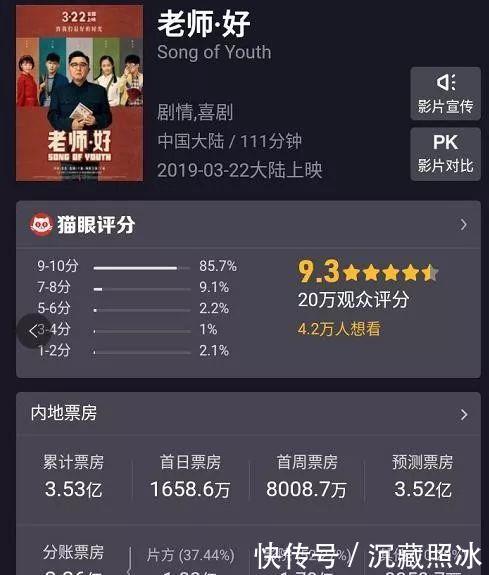 3·22
老师·好
SONG OF YOUTH
老师·好
Song of Youth
剧情,喜剧
中国大陆 / 111分钟
2019-03-22大陆上映
影片宣传
PK
影片对比
猫眼评分
9-10分 85.7%
7-8分 9.1%
5-6分 2.2%
3-4分 1%
1-2分 2.1%
9.3
20万观众评分
4.2万人想看
内地票房
累计票房 首日票房 首周票房 预测票房
3.53亿 1658.6万 8008.7万 3.52亿
分账票房 片方 (37.44%)
快传号 / 沉藏照冰